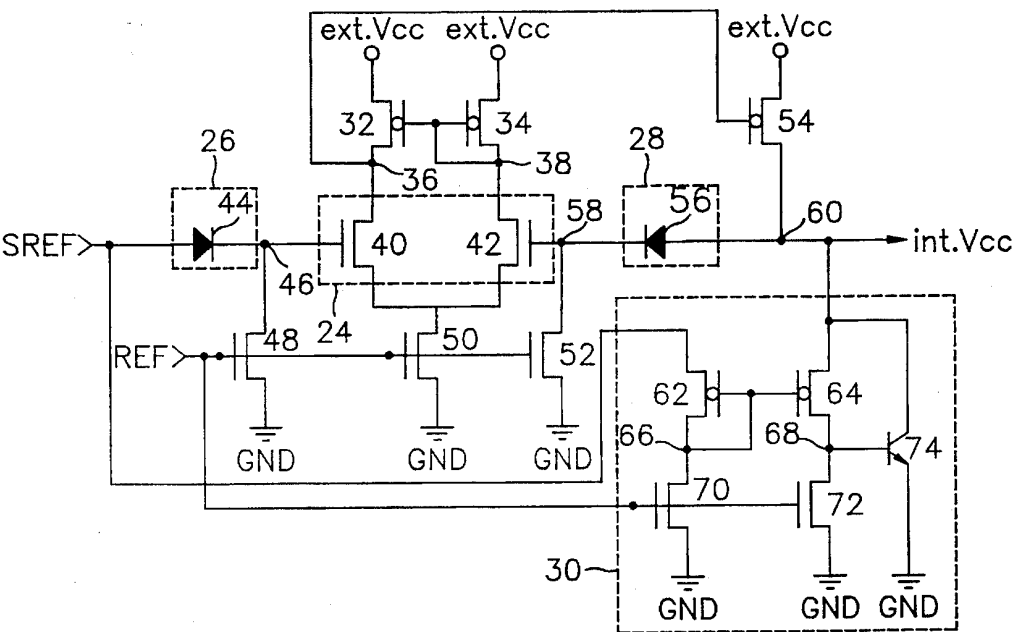 ext.Vcc ext.Vcc ext.Vcc
32 34 54
26 36 38 28
44 58 56 60
SREF 40 42 int.Vcc
46 24
REF 48 50 52
62 64
GND GND GND
66 68 74
70 72
30
GND GND GND